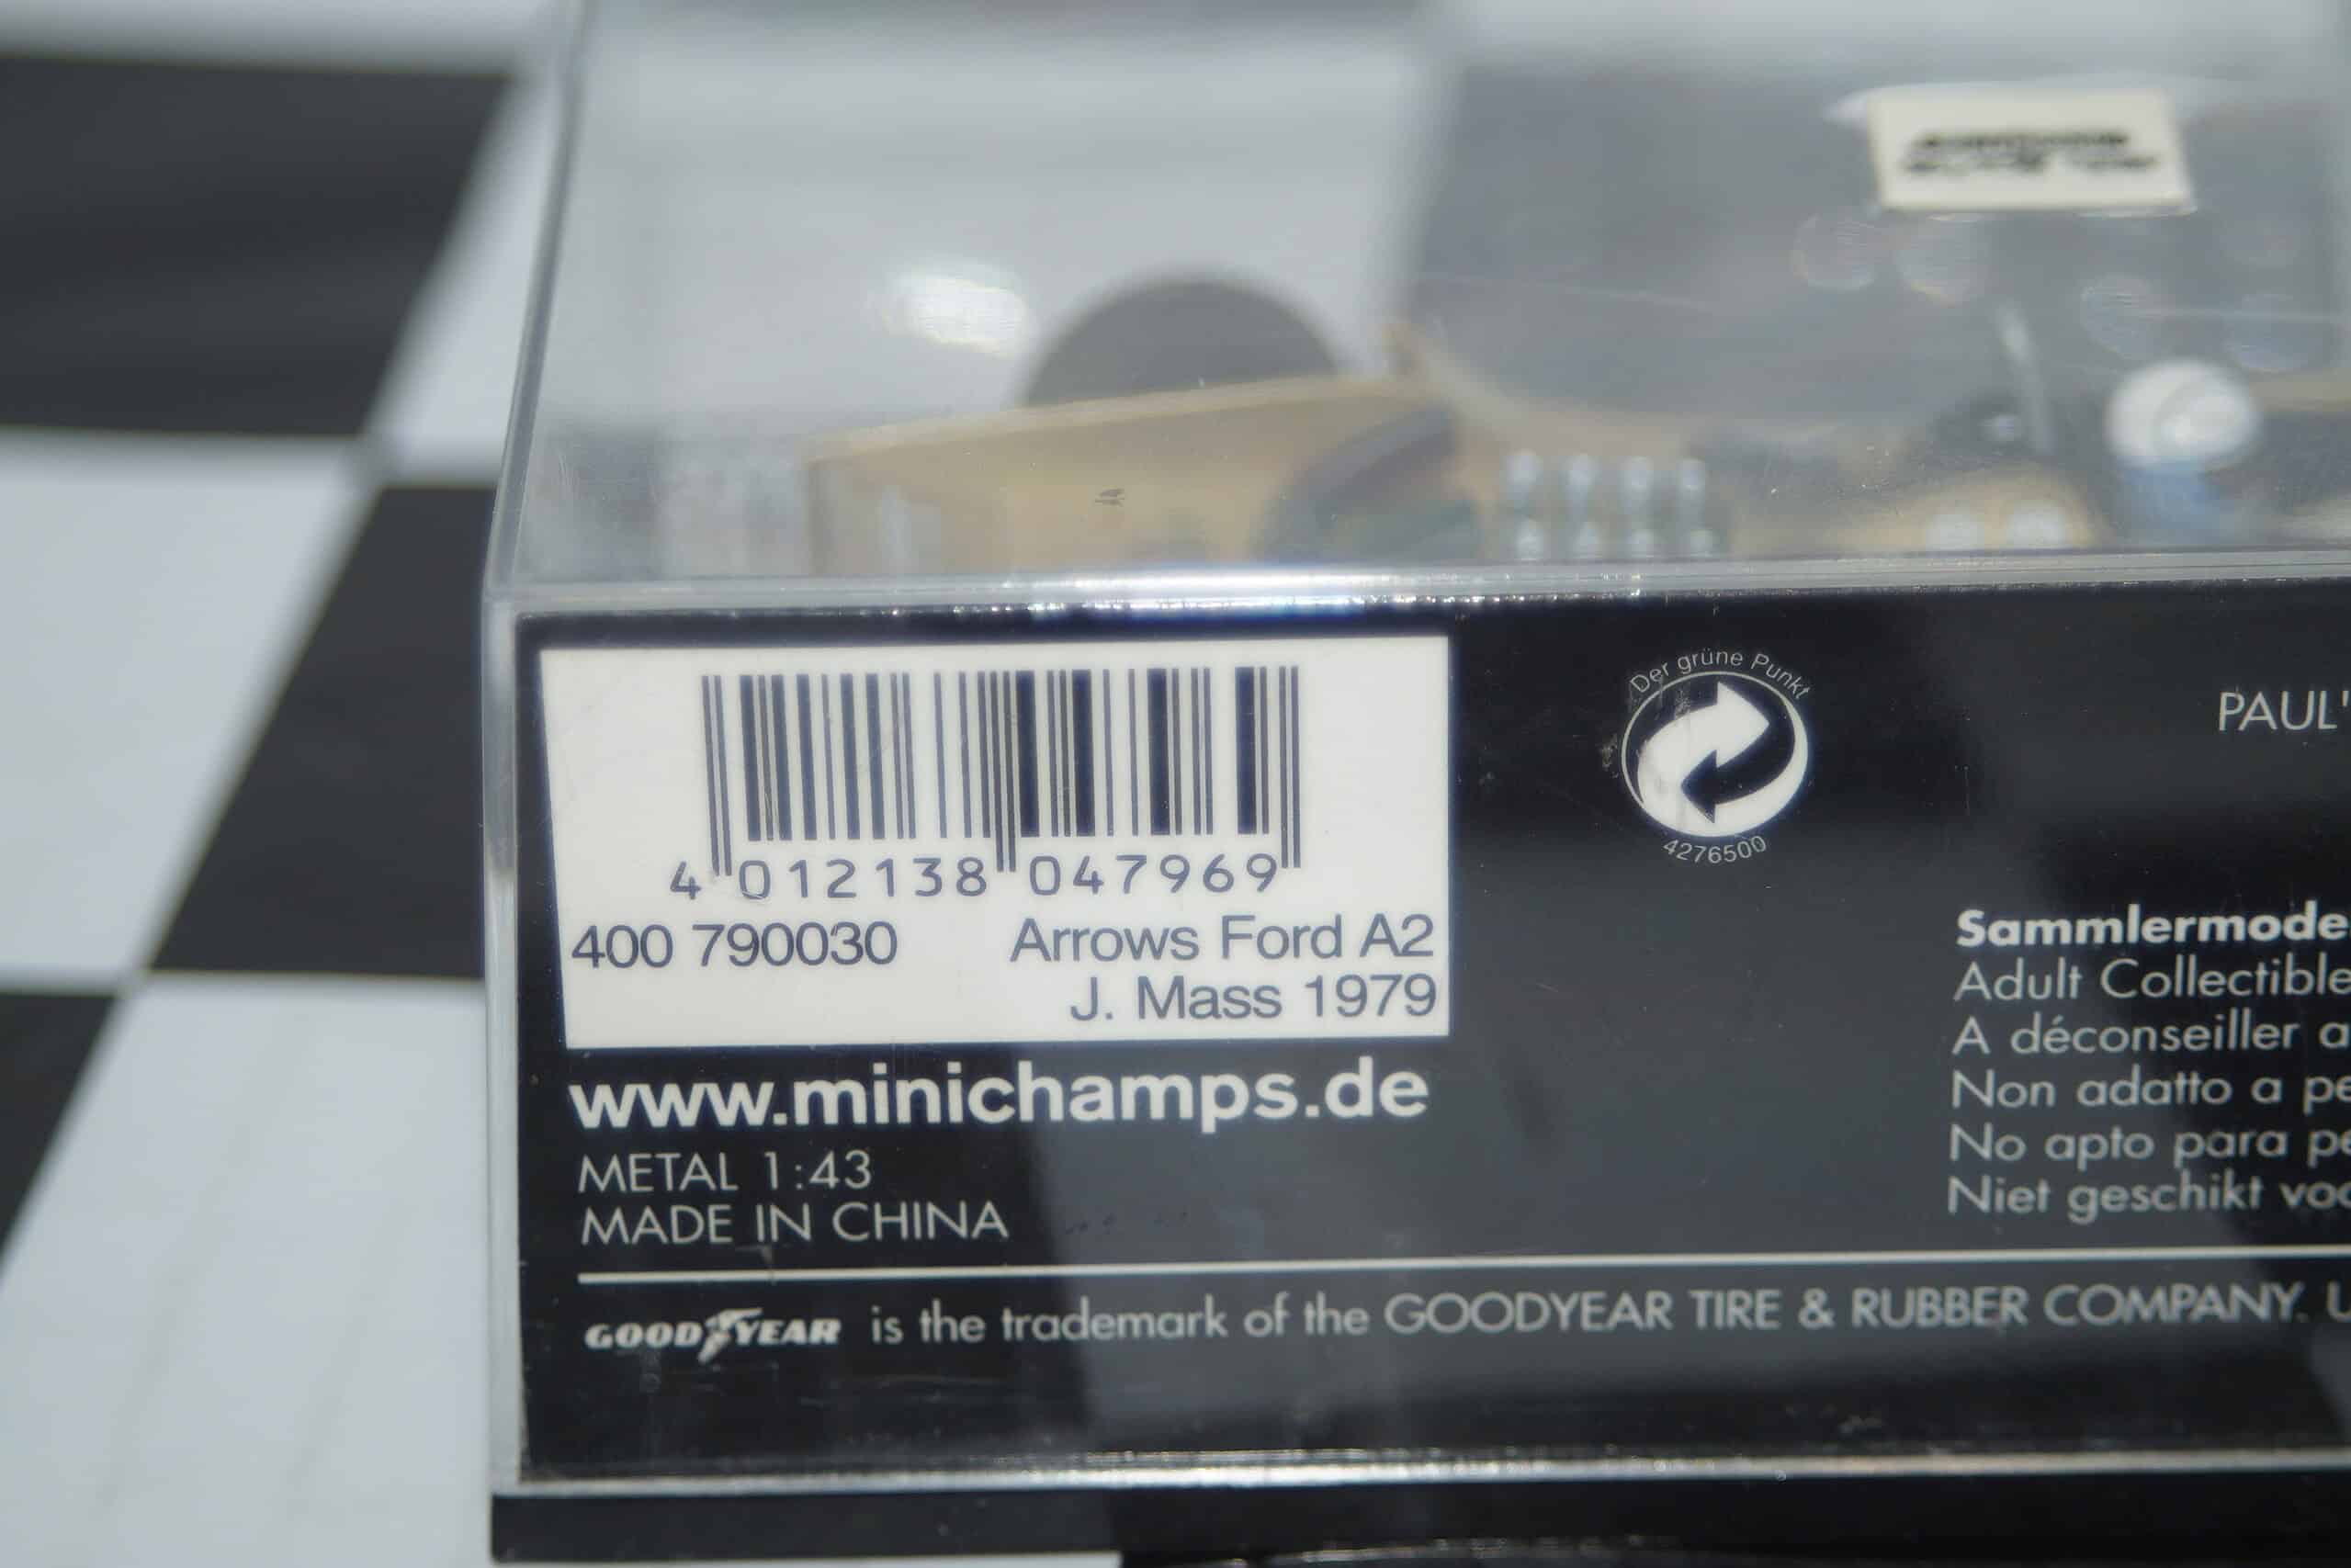 4 012138 047969
400 790030 Arrows Ford A2
J. Mass 1979
www.minichamps.de
METAL 1:43
MADE IN CHINA
Der grüne Punkt
4276500
PAUL'
Sammlermode
Adult Collectible
A déconseiller a
Non adatto a pe
No apto para pe
Niet geschikt voo
GOODYEAR is the trademark of the GOODYEAR TIRE & RUBBER COMPANY. U